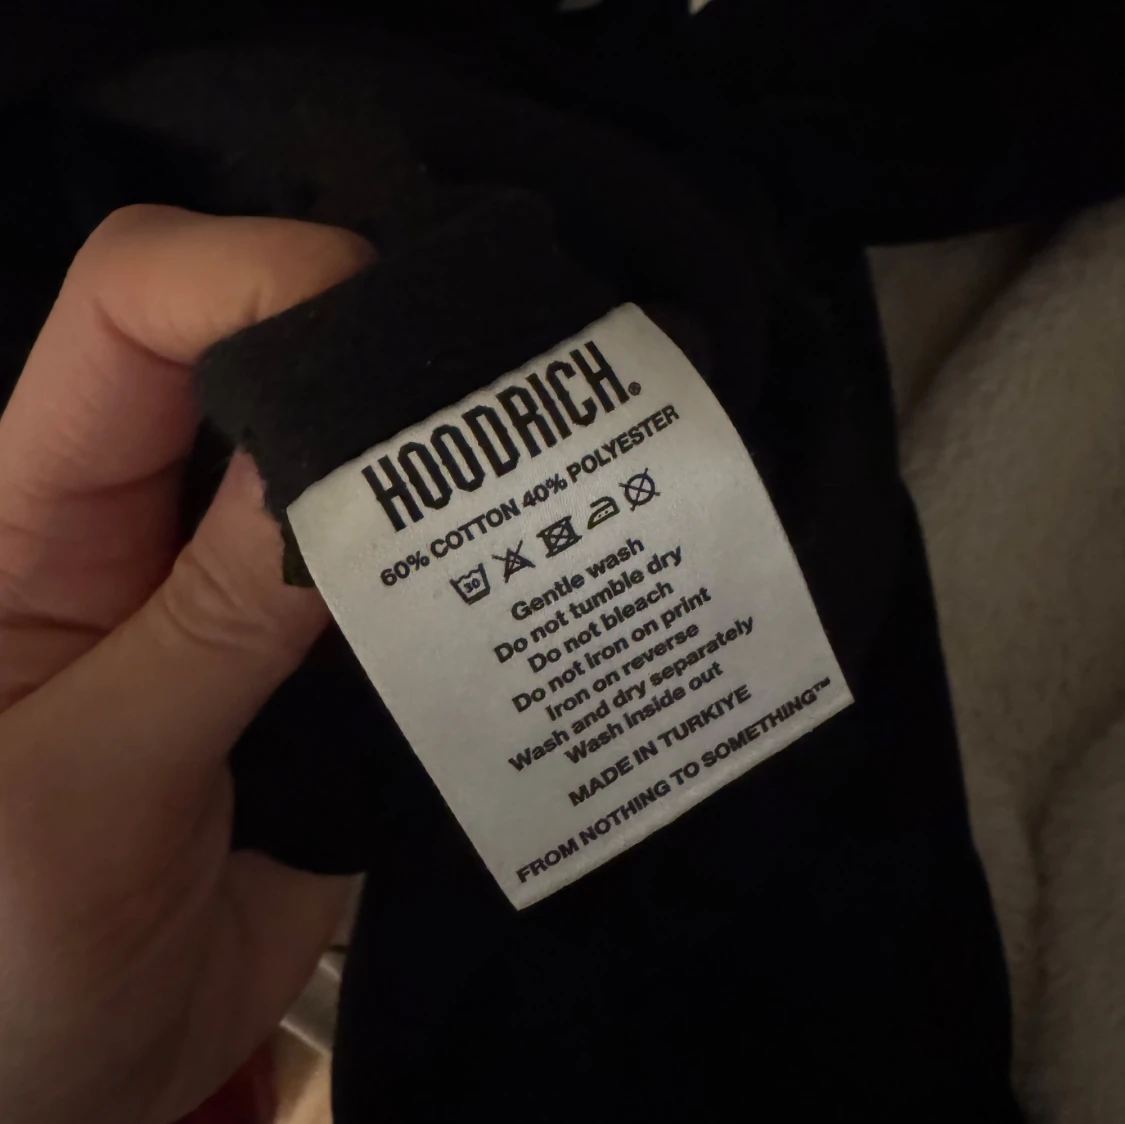 HOODRICH®
60% COTTON 40% POLYESTER
30
Gentle wash
Do not tumble dry
Do not bleach
Do not iron on print
Iron on reverse
Wash and dry separately
Wash inside out
MADE IN TURKIYE
FROM NOTHING TO SOMETHING™